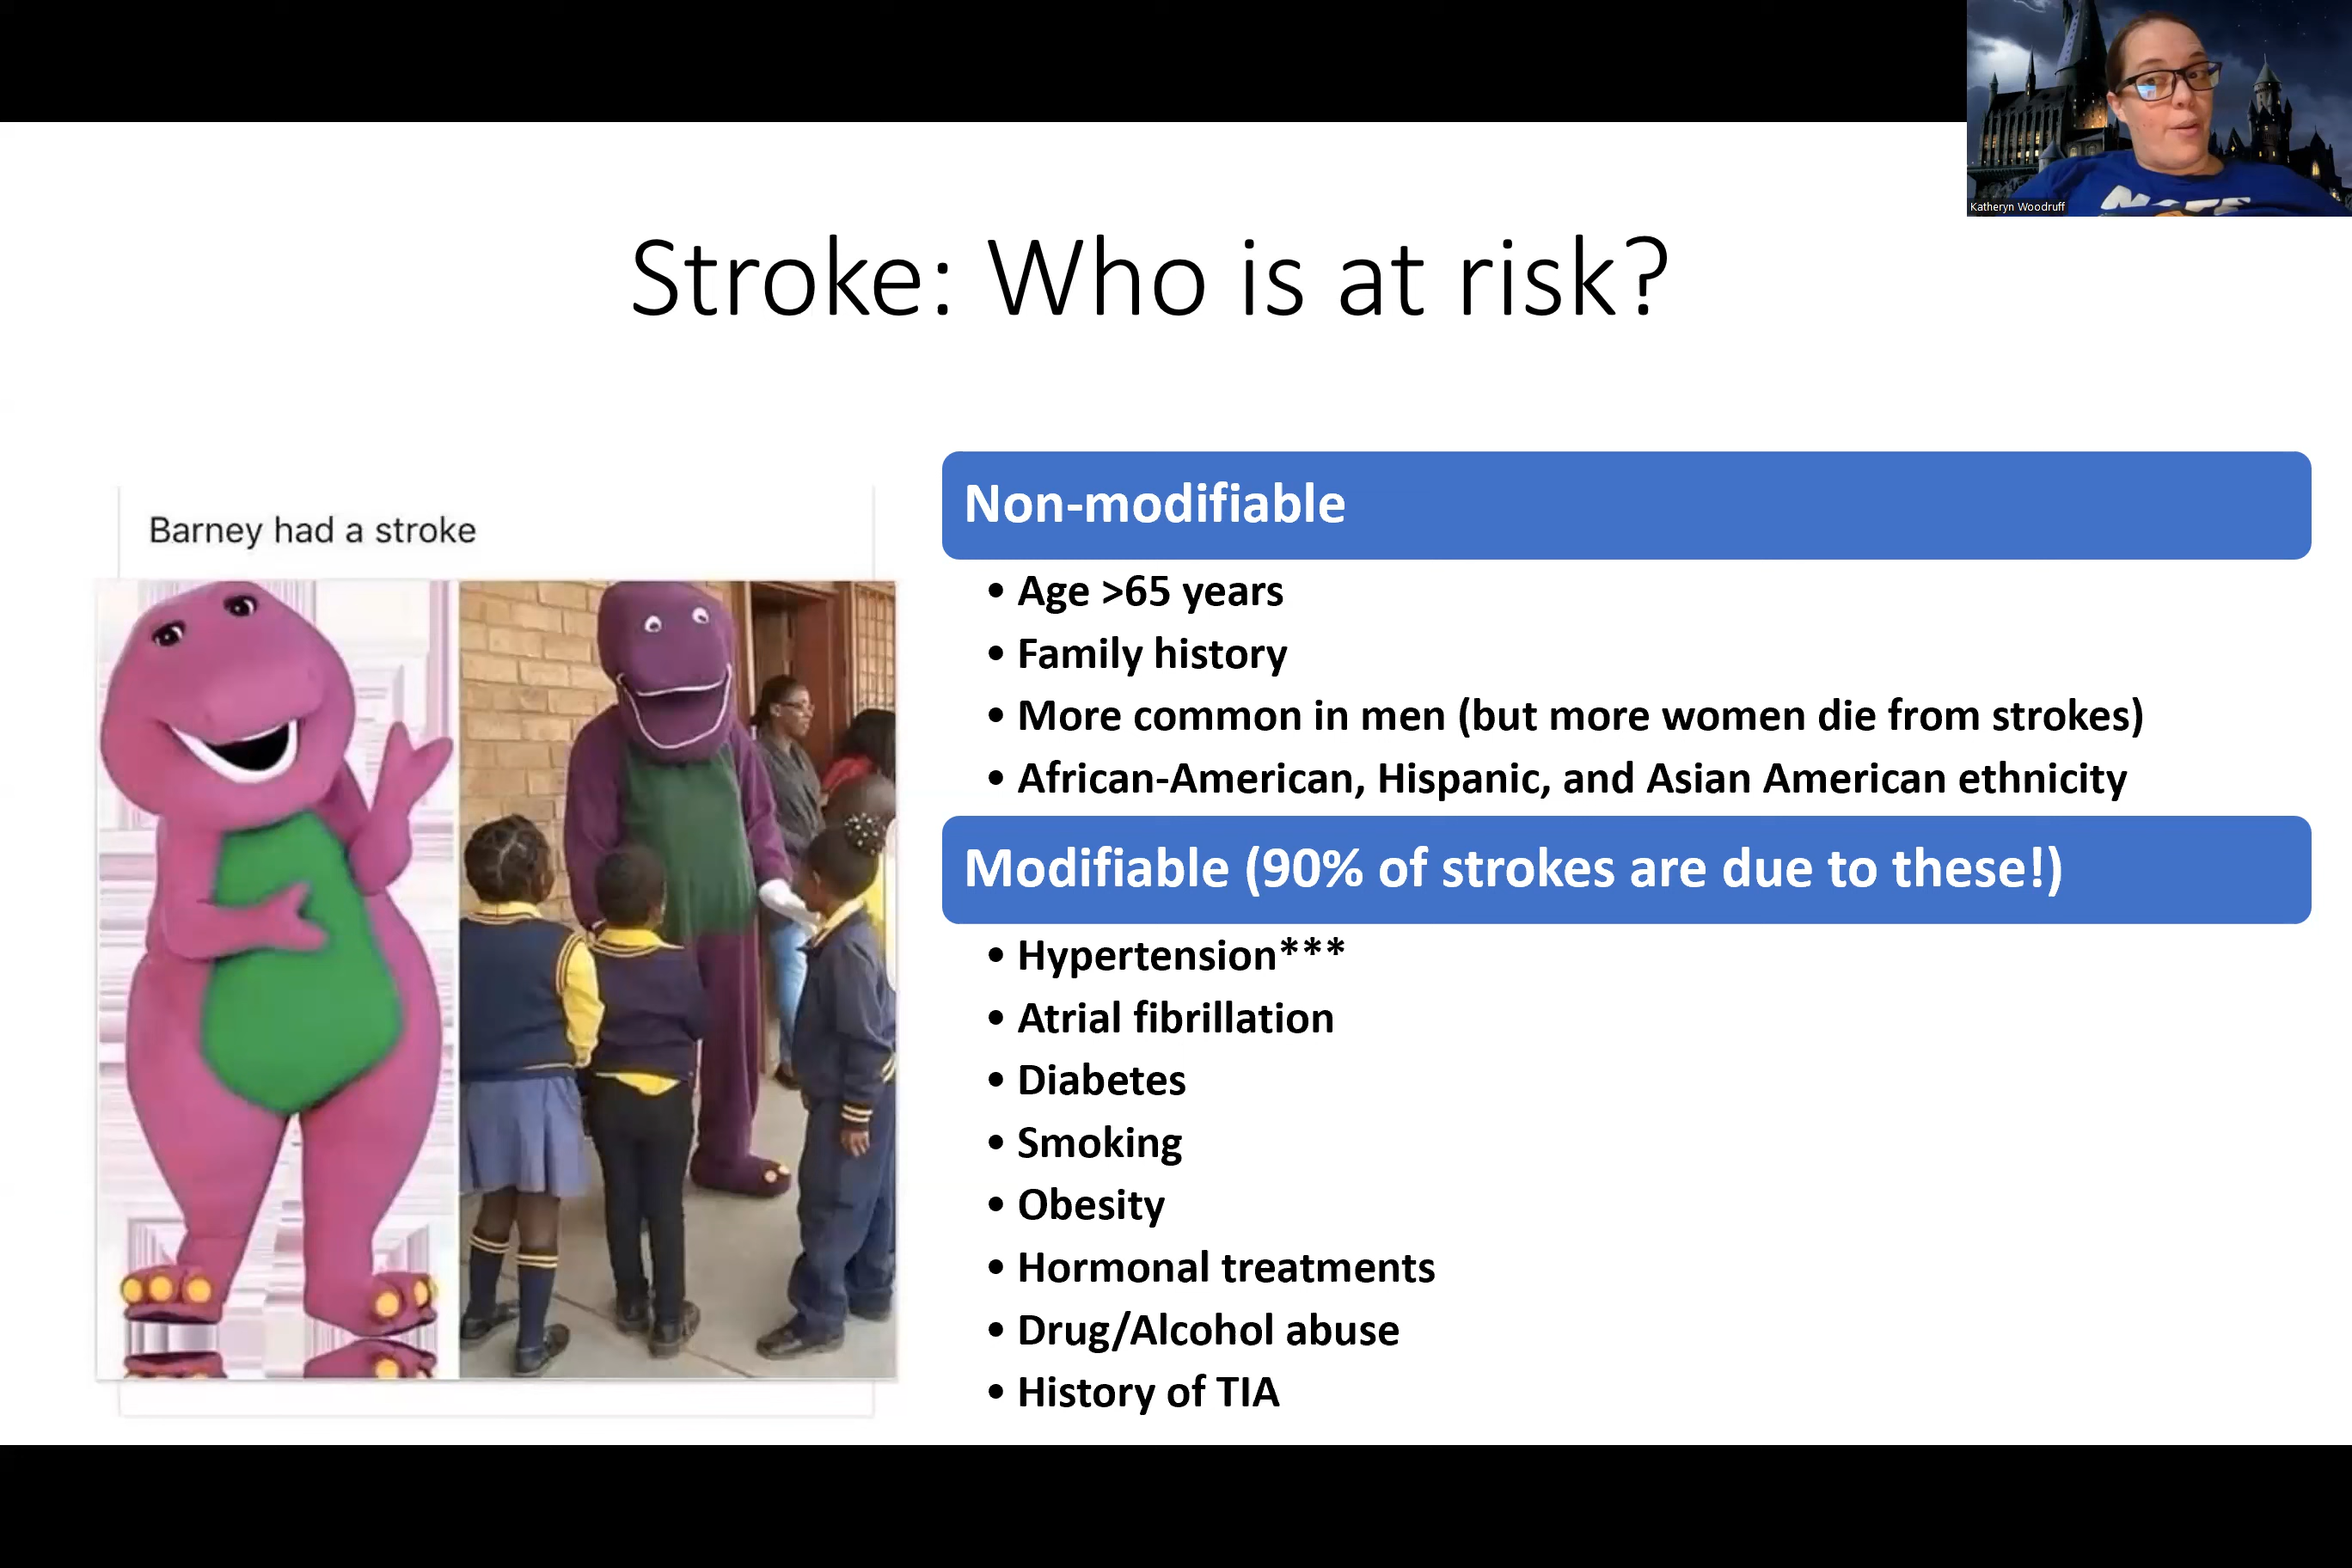 Katheryn Woodruff
Stroke: Who is at risk?
Barney had a stroke
Non-modifiable
• Age >65 years
• Family history
• More common in men (but more women die from strokes)
• African-American, Hispanic, and Asian American ethnicity
Modifiable (90% of strokes are due to these!)
• Hypertension***
• Atrial fibrillation
• Diabetes
• Smoking
• Obesity
• Hormonal treatments
• Drug/Alcohol abuse
• History of TIA